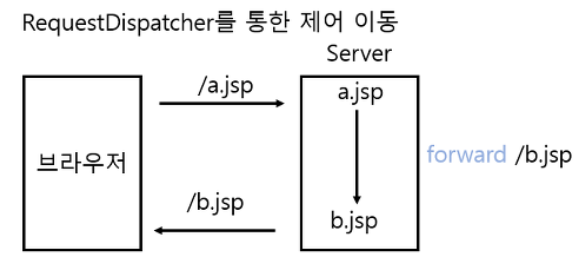 RequestDispatcher를 통한 제어 이동
Server
/a.jsp
a.jsp
브라우저
forward /b.jsp
/b.jsp
b.jsp